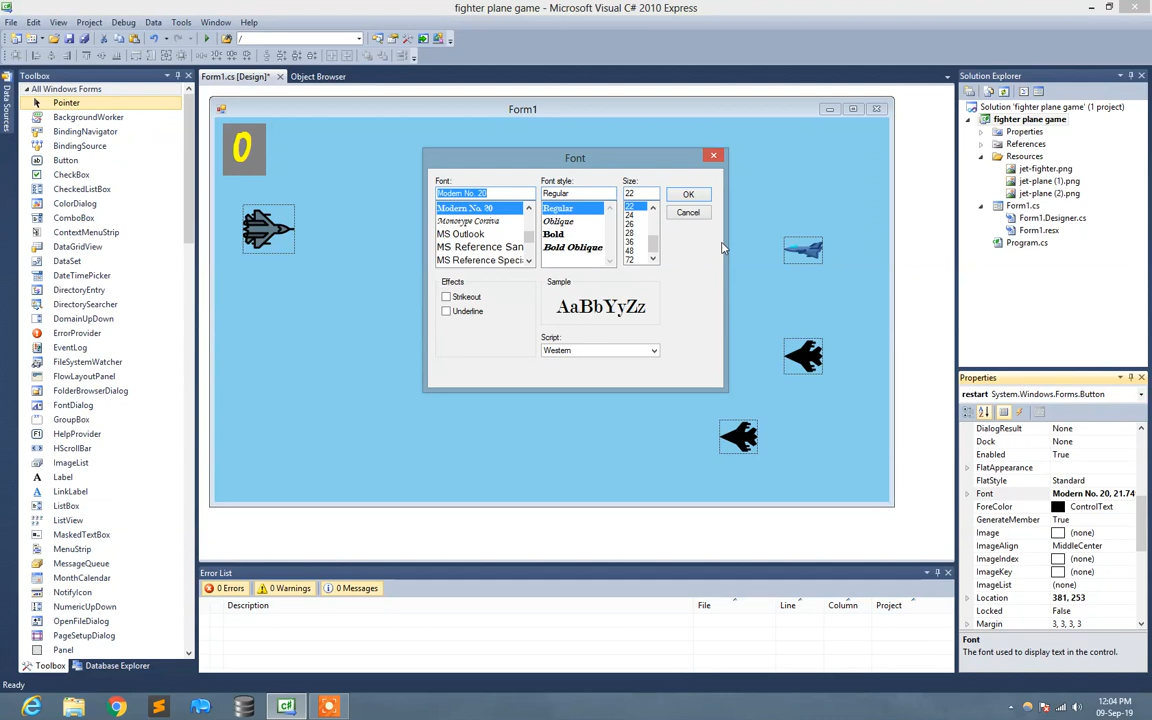 fighter plane game - Microsoft Visual C# 2010 Express
File Edit View Project Debug Data Tools Window Help
/
Toolbox
Form1.cs [Design]*
Object Browser
Solution Explorer
Data Sources
All Windows Forms
Pointer
BackgroundWorker
BindingNavigator
BindingSource
Button
CheckBox
CheckedListBox
ColorDialog
ComboBox
ContextMenuStrip
DataGridView
DataSet
DateTimePicker
DirectoryEntry
DirectorySearcher
DomainUpDown
ErrorProvider
EventLog
FileSystemWatcher
FlowLayoutPanel
FolderBrowserDialog
FontDialog
GroupBox
HelpProvider
HScrollBar
ImageList
Label
LinkLabel
ListBox
ListView
MaskedTextBox
MenuStrip
MessageQueue
MonthCalendar
NotifyIcon
NumericUpDown
OpenFileDialog
PageSetupDialog
Panel
Toolbox
Database Explorer
Form1
0
Font
Font:
Modern No. 20
Modern No. 20
Monotype Corsiva
MS Outlook
MS Reference San
MS Reference Speci
Font style:
Regular
Regular
Oblique
Bold
Bold Oblique
Size:
22
22
24
26
28
36
48
72
OK
Cancel
Effects
Strikeout
Underline
Sample
AaBbYyZz
Script:
Western
Solution 'fighter plane game' (1 project)
fighter plane game
Properties
References
Resources
jet-fighter.png
jet-plane (1).png
jet-plane (2).png
Form1.cs
Form1.Designer.cs
Form1.resx
Program.cs
Properties
restart System.Windows.Forms.Button
DialogResult None
Dock None
Enabled True
FlatAppearance
FlatStyle Standard
Font Modern No. 20, 21.74
ForeColor ControlText
GenerateMember True
Image (none)
ImageAlign MiddleCenter
ImageIndex (none)
ImageKey (none)
ImageList (none)
Location 381, 253
Locked False
Margin 3, 3, 3, 3
Font
The font used to display text in the control.
Error List
0 Errors
0 Warnings
0 Messages
Description File Line Column Project
Ready
12:04 PM
09-Sep-19